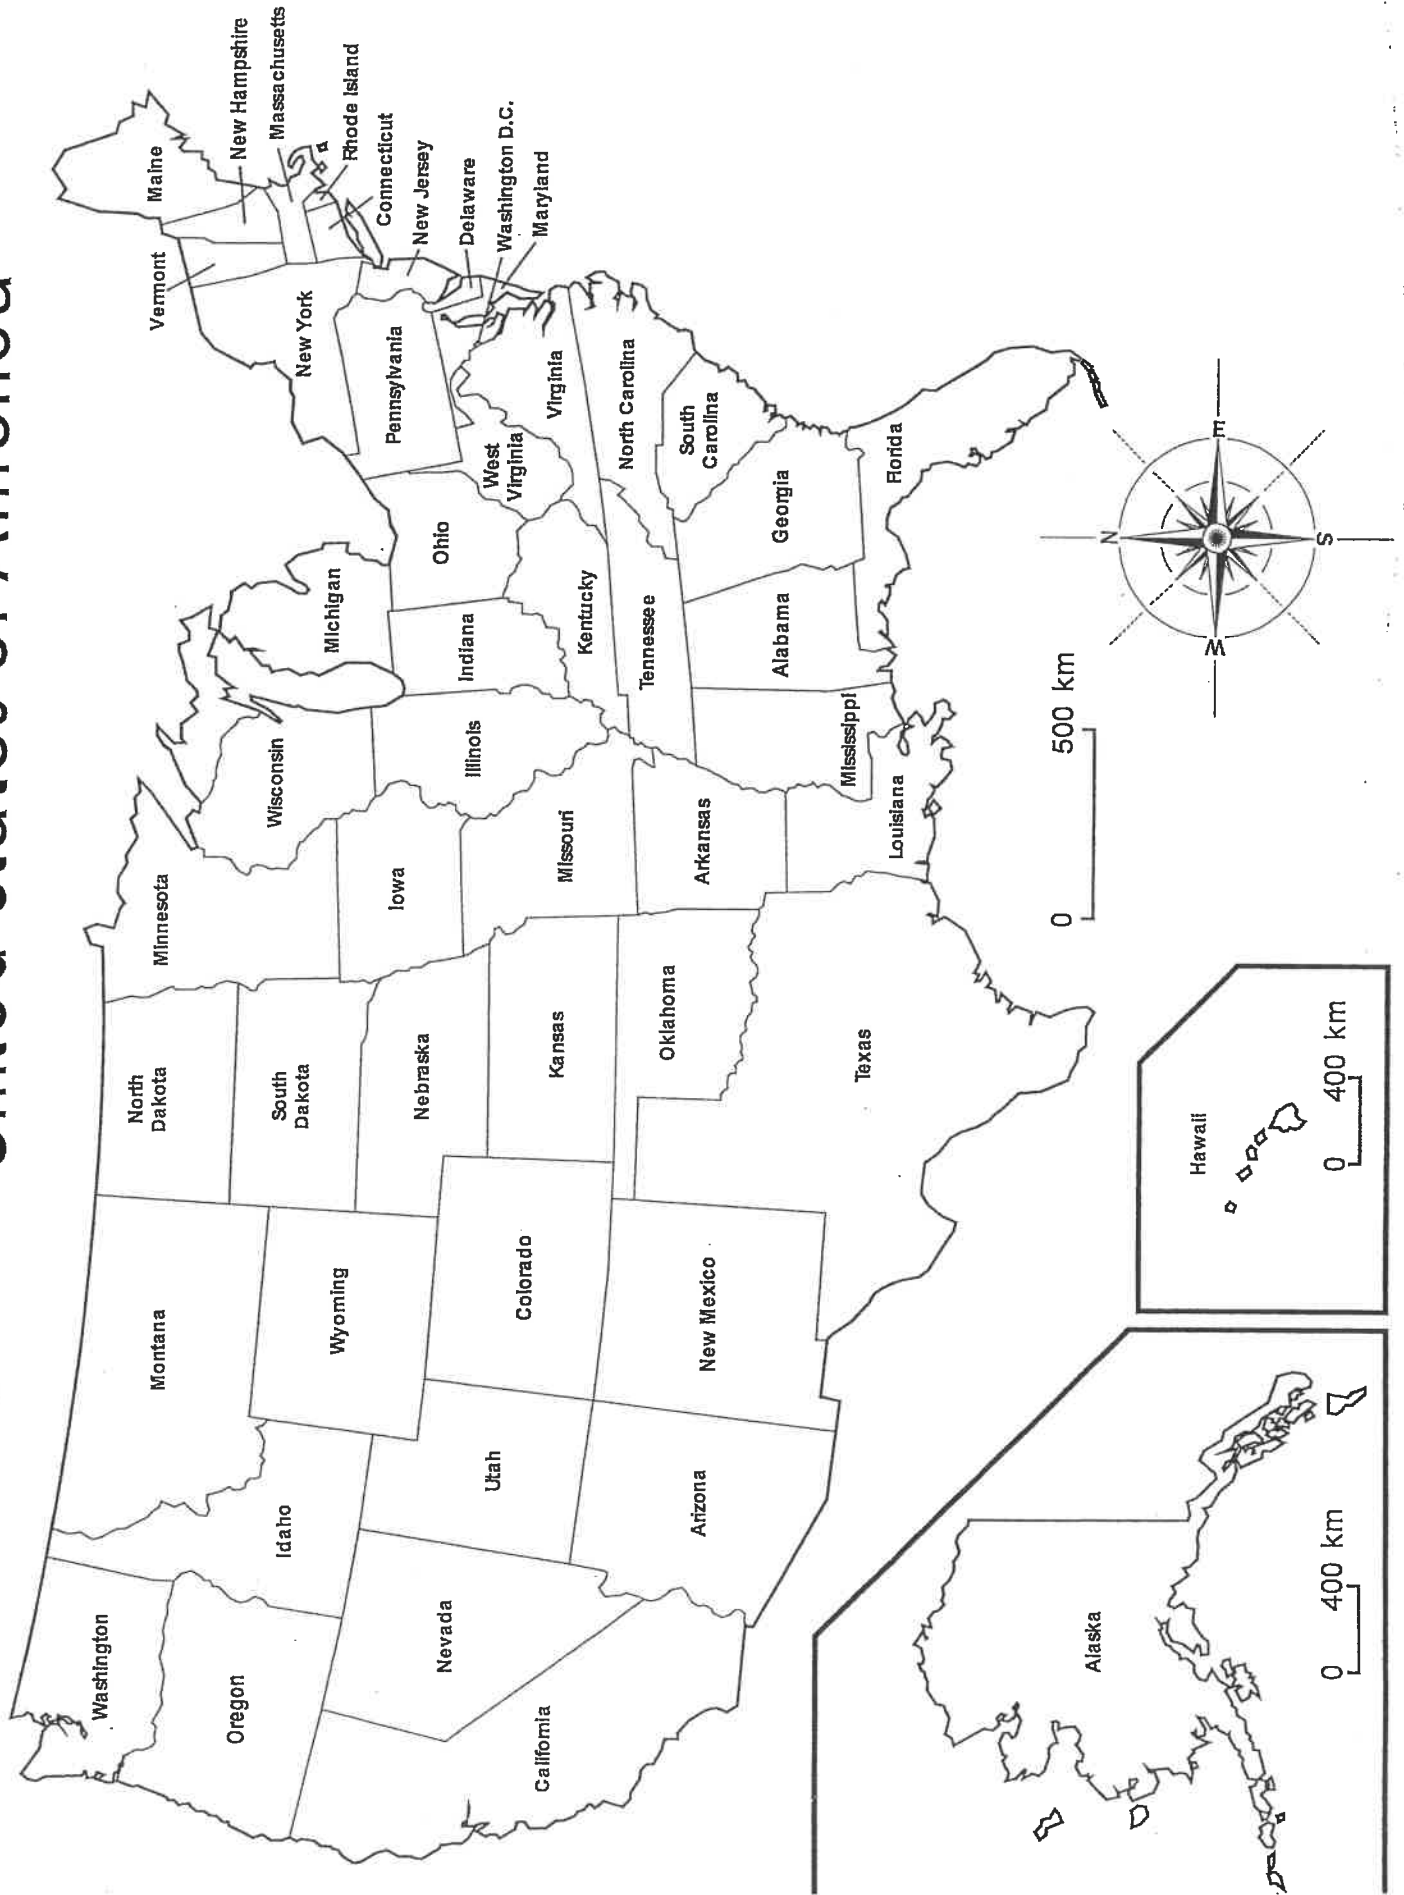 United States of America
Maine
New Hampshire
Massachusetts
Rhode Island
Connecticut
New Jersey
Delaware
Washington D.C.
Maryland
Vermont
New York
Pennsylvania
West
Virginia
Virginia
North Carolina
South
Carolina
Georgia
Florida
Ohio
Michigan
Indiana
Kentucky
Tennessee
Alabama
Mississippi
Wisconsin
Illinois
Minnesota
Iowa
Missouri
Arkansas
Louisiana
North
Dakota
South
Dakota
Nebraska
Kansas
Oklahoma
Texas
Montana
Wyoming
Colorado
New Mexico
Idaho
Utah
Arizona
Washington
Oregon
Nevada
California
Alaska
0 400 km
Hawaii
0 400 km
0 500 km
N
E
S
W